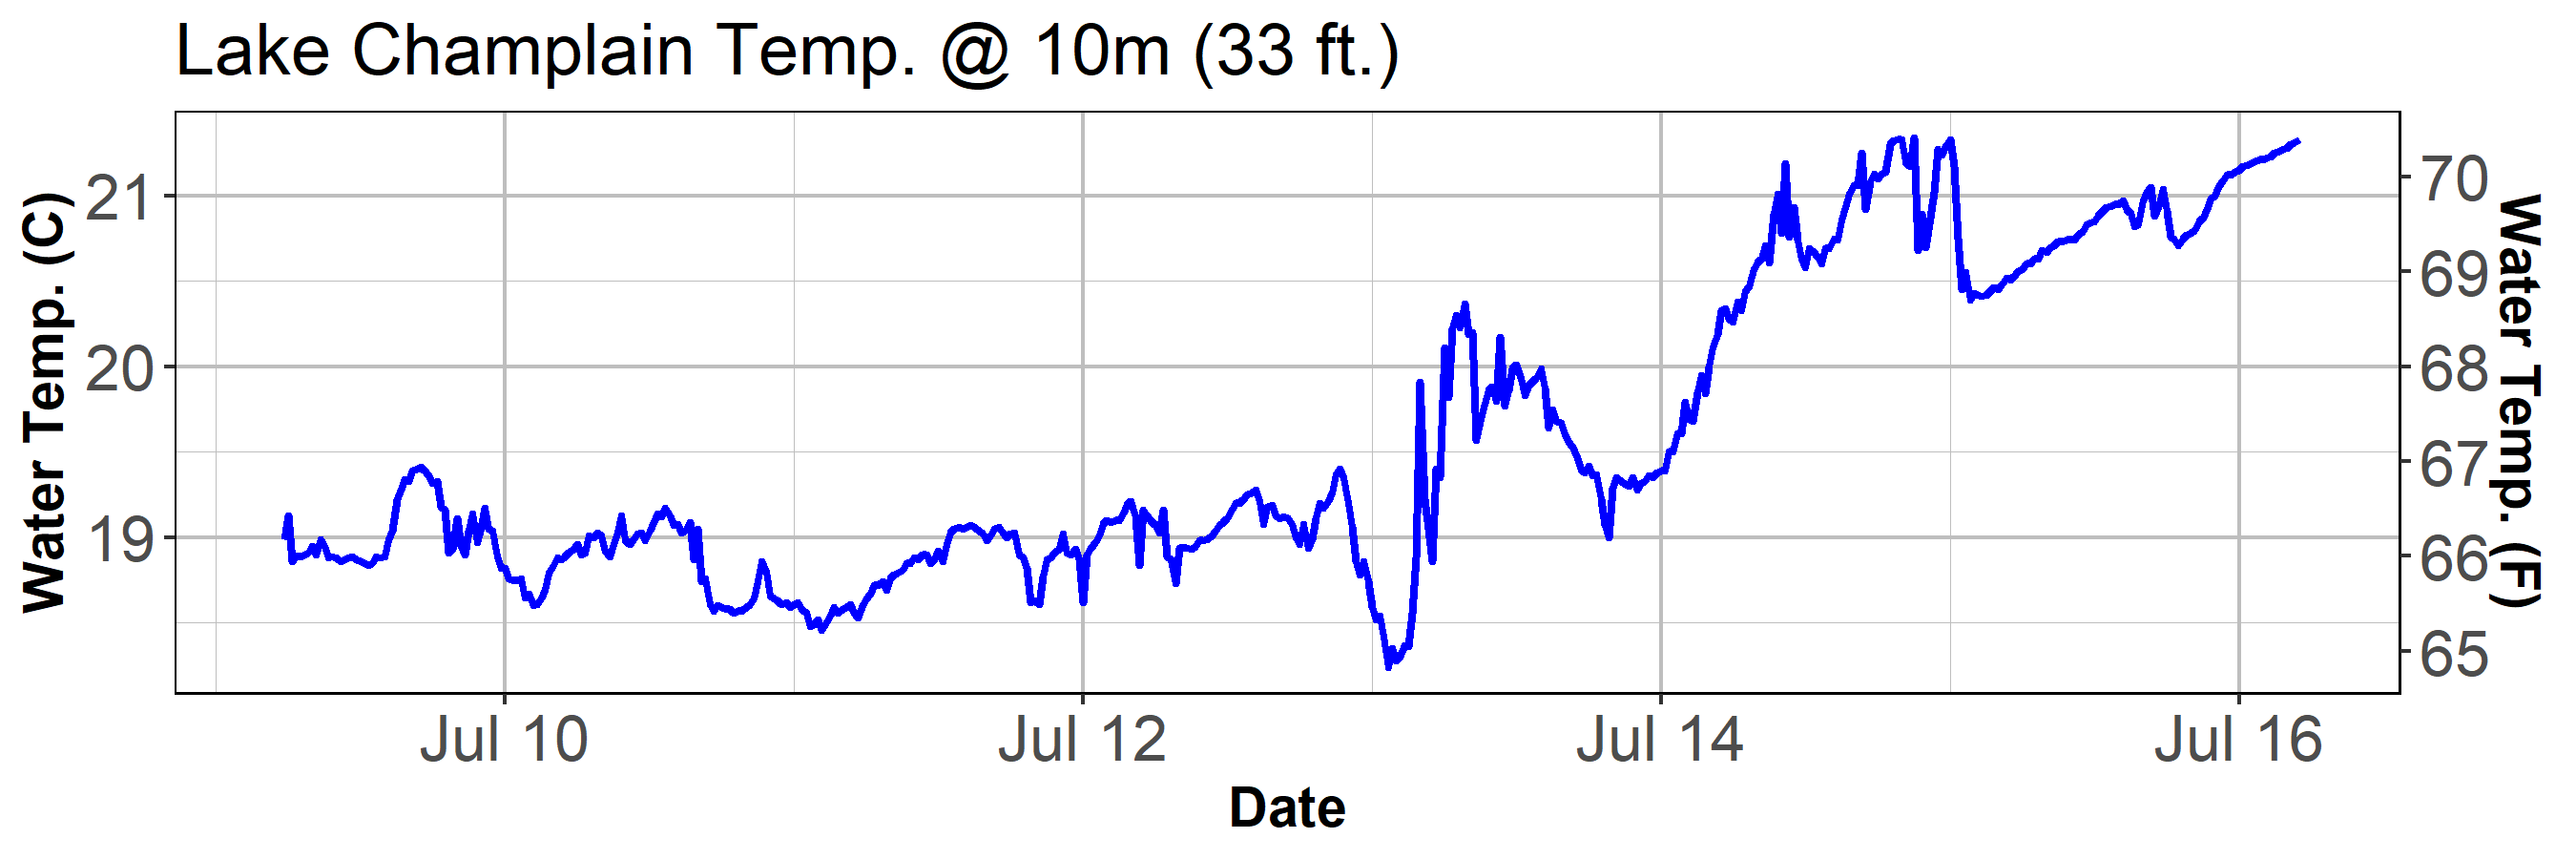 Lake Champlain Temp. @ 10m (33 ft.)
Water Temp. (C)
21
20
19
70
69
68
67
66
65
Water Temp. (F)
Jul 10 Jul 12 Jul 14 Jul 16
Date